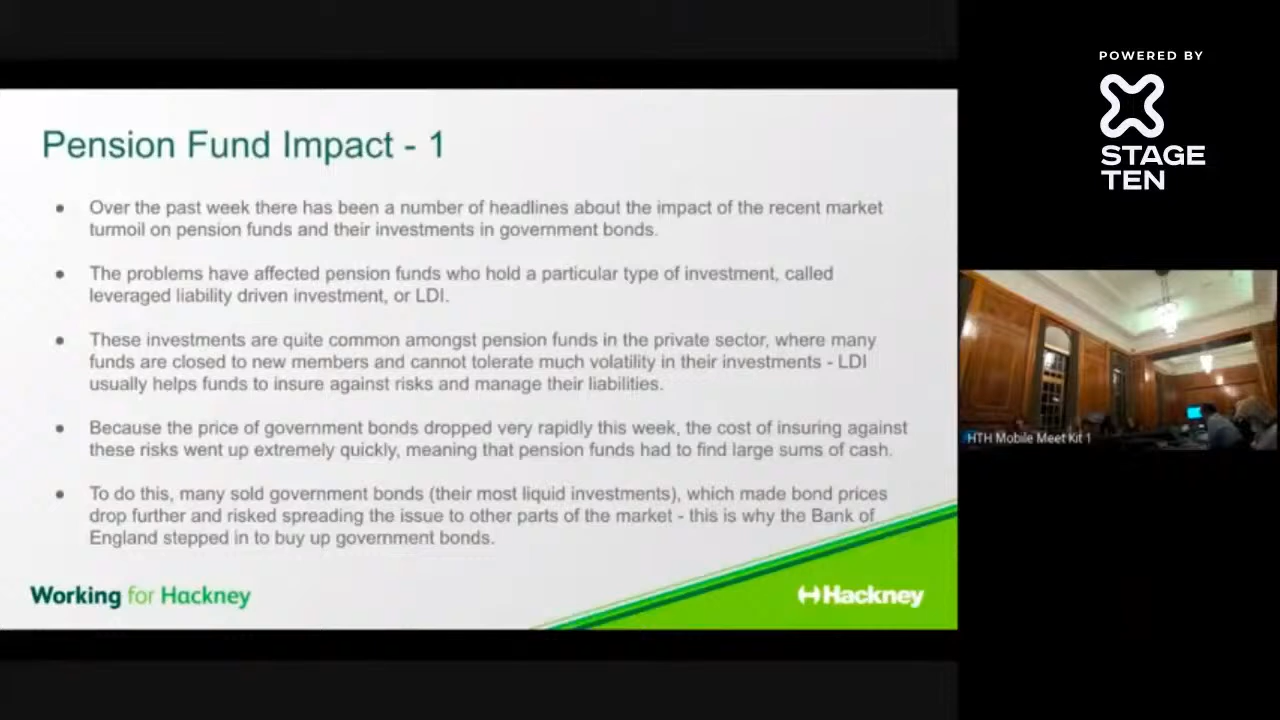 Pension Fund Impact - 1
● Over the past week there has been a number of headlines about the impact of the recent market
turmoil on pension funds and their investments in government bonds.
● The problems have affected pension funds who hold a particular type of investment, called
leveraged liability driven investment, or LDI.
● These investments are quite common amongst pension funds in the private sector, where many
funds are closed to new members and cannot tolerate much volatility in their investments - LDI
usually helps funds to insure against risks and manage their liabilities.
● Because the price of government bonds dropped very rapidly this week, the cost of insuring against
these risks went up extremely quickly, meaning that pension funds had to find large sums of cash.
● To do this, many sold government bonds (their most liquid investments), which made bond prices
drop further and risked spreading the issue to other parts of the market - this is why the Bank of
England stepped in to buy up government bonds.
Working for Hackney
Hackney
POWERED BY
STAGE
TEN
HTH Mobile Meet Kit 1